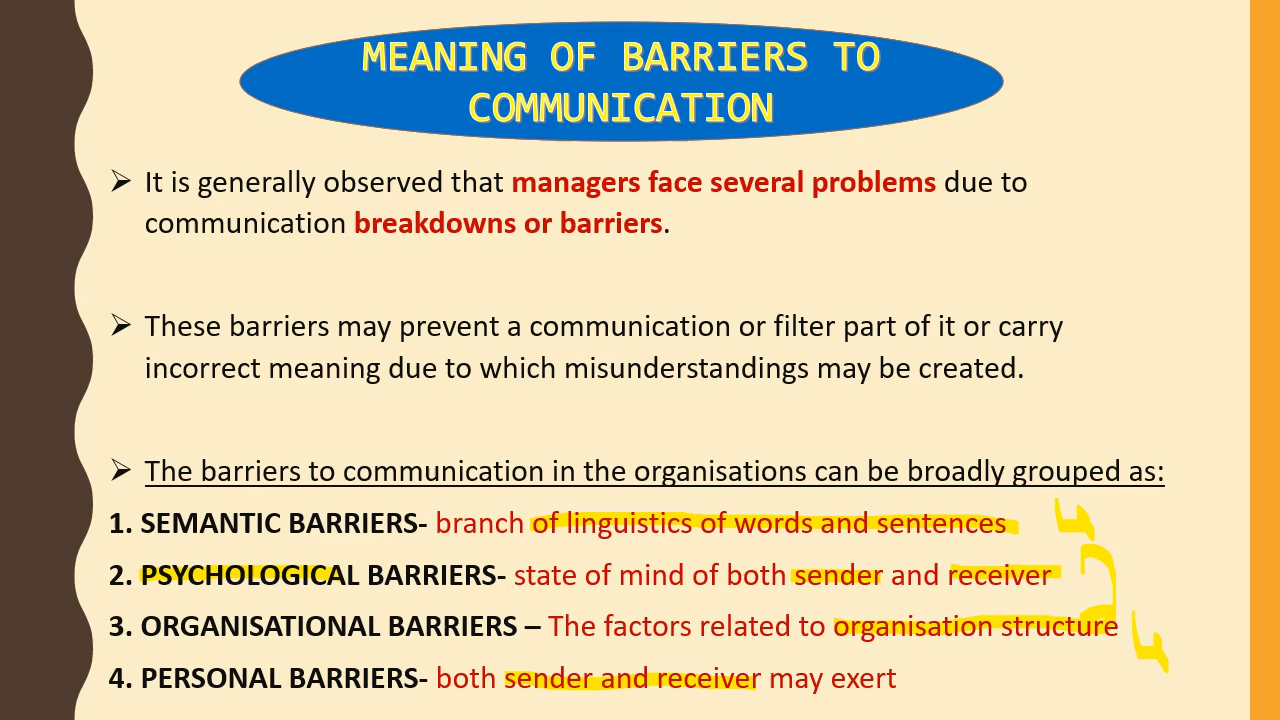 MEANING OF BARRIERS TO
COMMUNICATION
➢ It is generally observed that managers face several problems due to
communication breakdowns or barriers.
➢ These barriers may prevent a communication or filter part of it or carry
incorrect meaning due to which misunderstandings may be created.
➢ The barriers to communication in the organisations can be broadly grouped as:
1. SEMANTIC BARRIERS- branch of linguistics of words and sentences
2. PSYCHOLOGICAL BARRIERS- state of mind of both sender and receiver
3. ORGANISATIONAL BARRIERS – The factors related to organisation structure
4. PERSONAL BARRIERS- both sender and receiver may exert